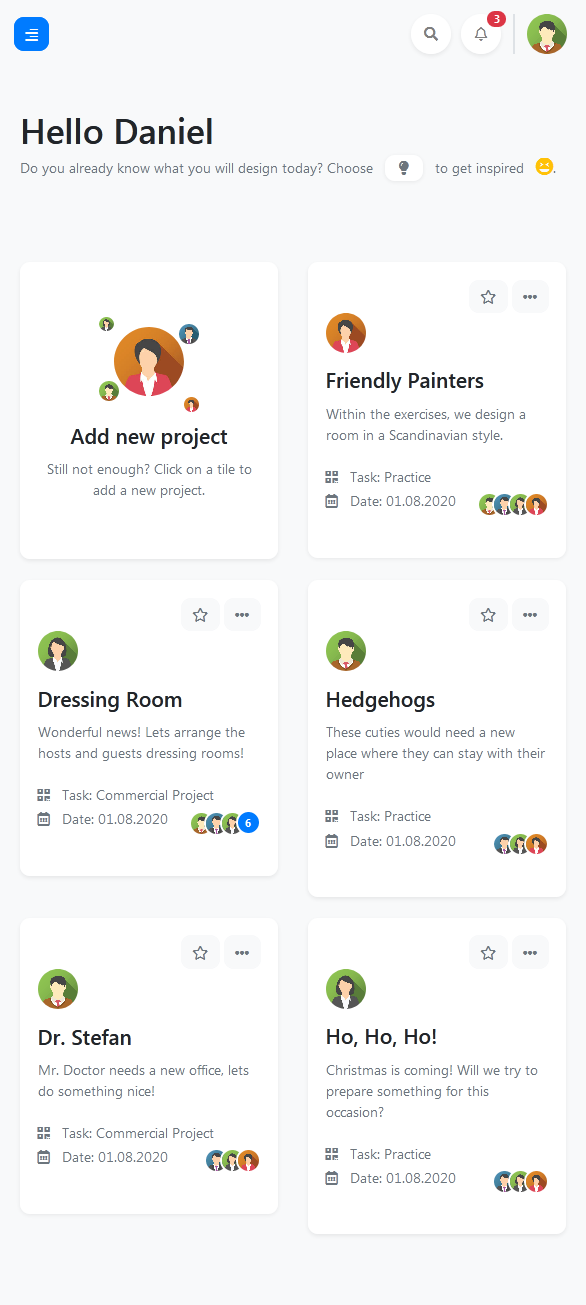 3
Hello Daniel
Do you already know what you will design today? Choose to get inspired .
Add new project
Still not enough? Click on a tile to
add a new project.
Friendly Painters
Within the exercises, we design a
room in a Scandinavian style.
Task: Practice
Date: 01.08.2020
Dressing Room
Wonderful news! Lets arrange the
hosts and guests dressing rooms!
Task: Commercial Project
Date: 01.08.2020
6
Hedgehogs
These cuties would need a new
place where they can stay with their
owner
Task: Practice
Date: 01.08.2020
Dr. Stefan
Mr. Doctor needs a new office, lets
do something nice!
Task: Commercial Project
Date: 01.08.2020
Ho, Ho, Ho!
Christmas is coming! Will we try to
prepare something for this
occasion?
Task: Practice
Date: 01.08.2020